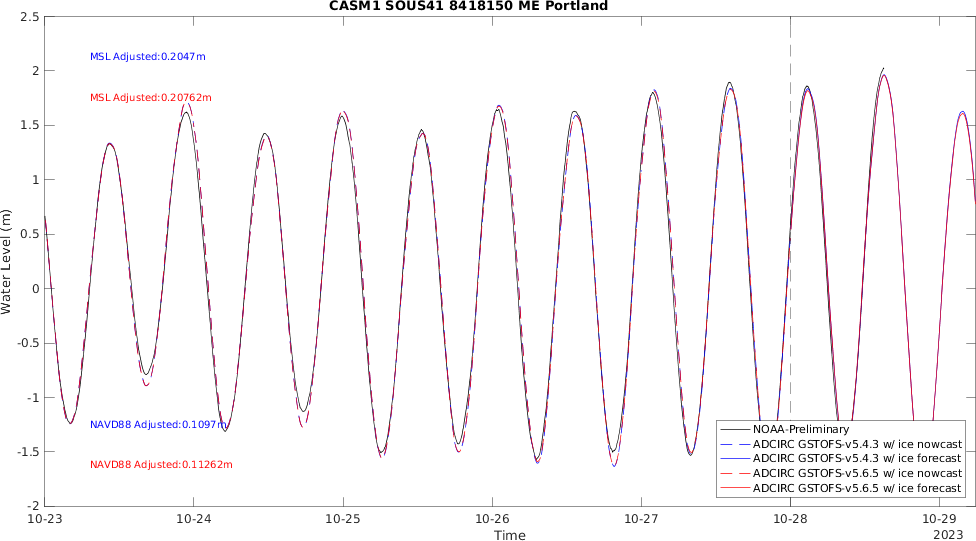 CASM1 SOUS41 8418150 ME Portland
2.5
2
1.5
1
0.5
0
-0.5
-1
-1.5
-2
Water Level (m)
MSL Adjusted:0.2047m
MSL Adjusted:0.20762m
NAVD88 Adjusted:0.1097m
NAVD88 Adjusted:0.11262m
NOAA-Preliminary
ADCIRC GSTOFS-v5.4.3 w/ ice nowcast
ADCIRC GSTOFS-v5.4.3 w/ ice forecast
ADCIRC GSTOFS-v5.6.5 w/ ice nowcast
ADCIRC GSTOFS-v5.6.5 w/ ice forecast
10-23 10-24 10-25 10-26 10-27 10-28 10-29
2023
Time